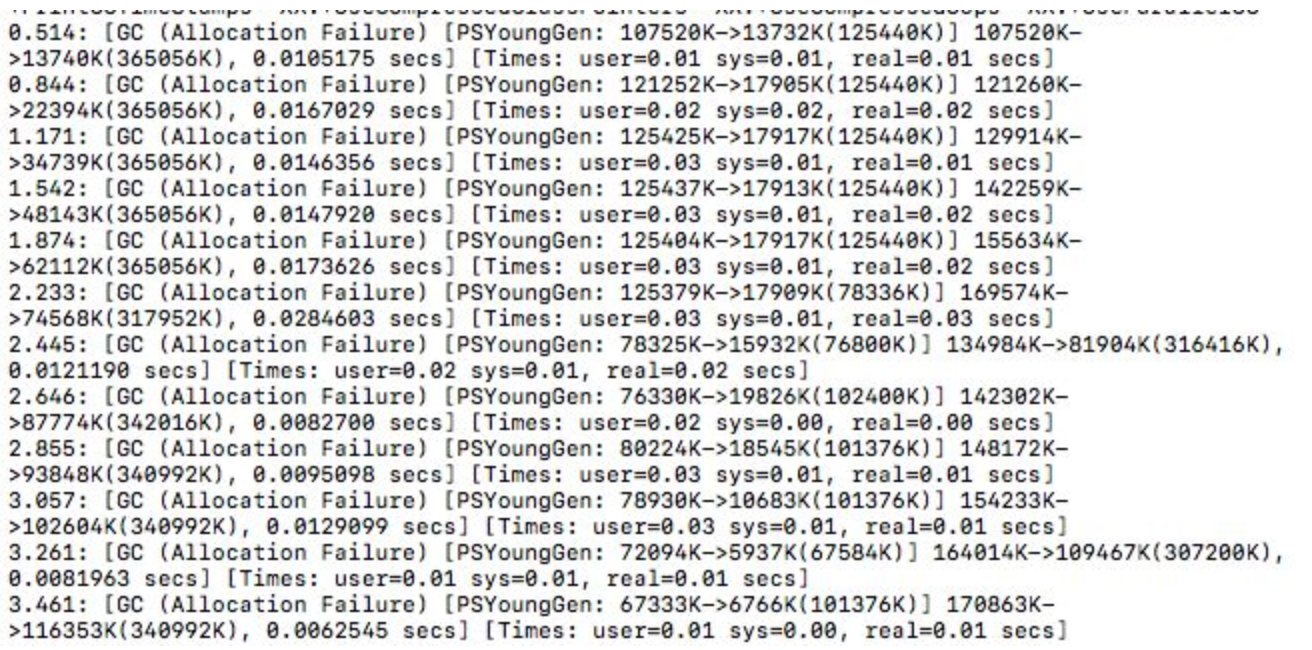 0.514: [GC (Allocation Failure) [PSYoungGen: 107520K->13732K(125440K)] 107520K-
>13740K(365056K), 0.0105175 secs] [Times: user=0.01 sys=0.01, real=0.01 secs]
0.844: [GC (Allocation Failure) [PSYoungGen: 121252K->17905K(125440K)] 121260K-
>22394K(365056K), 0.0167029 secs] [Times: user=0.02 sys=0.02, real=0.02 secs]
1.171: [GC (Allocation Failure) [PSYoungGen: 125425K->17917K(125440K)] 129914K-
>34739K(365056K), 0.0146356 secs] [Times: user=0.03 sys=0.01, real=0.01 secs]
1.542: [GC (Allocation Failure) [PSYoungGen: 125437K->17913K(125440K)] 142259K-
>48143K(365056K), 0.0147920 secs] [Times: user=0.03 sys=0.01, real=0.02 secs]
1.874: [GC (Allocation Failure) [PSYoungGen: 125404K->17917K(125440K)] 155634K-
>62112K(365056K), 0.0173626 secs] [Times: user=0.03 sys=0.01, real=0.02 secs]
2.233: [GC (Allocation Failure) [PSYoungGen: 125379K->17909K(78336K)] 169574K-
>74568K(317952K), 0.0284603 secs] [Times: user=0.03 sys=0.01, real=0.03 secs]
2.445: [GC (Allocation Failure) [PSYoungGen: 78325K->15932K(76800K)] 134984K->81904K(316416K),
0.0121190 secs] [Times: user=0.02 sys=0.01, real=0.02 secs]
2.646: [GC (Allocation Failure) [PSYoungGen: 76330K->19826K(102400K)] 142302K-
>87774K(342016K), 0.0082700 secs] [Times: user=0.02 sys=0.00, real=0.00 secs]
2.855: [GC (Allocation Failure) [PSYoungGen: 80224K->18545K(101376K)] 148172K-
>93848K(340992K), 0.0095098 secs] [Times: user=0.03 sys=0.01, real=0.01 secs]
3.057: [GC (Allocation Failure) [PSYoungGen: 78930K->10683K(101376K)] 154233K-
>102604K(340992K), 0.0129099 secs] [Times: user=0.03 sys=0.01, real=0.01 secs]
3.261: [GC (Allocation Failure) [PSYoungGen: 72094K->5937K(67584K)] 164014K->109467K(307200K),
0.0081963 secs] [Times: user=0.01 sys=0.01, real=0.01 secs]
3.461: [GC (Allocation Failure) [PSYoungGen: 67333K->6766K(101376K)] 170863K-
>116353K(340992K), 0.0062545 secs] [Times: user=0.01 sys=0.00, real=0.01 secs]